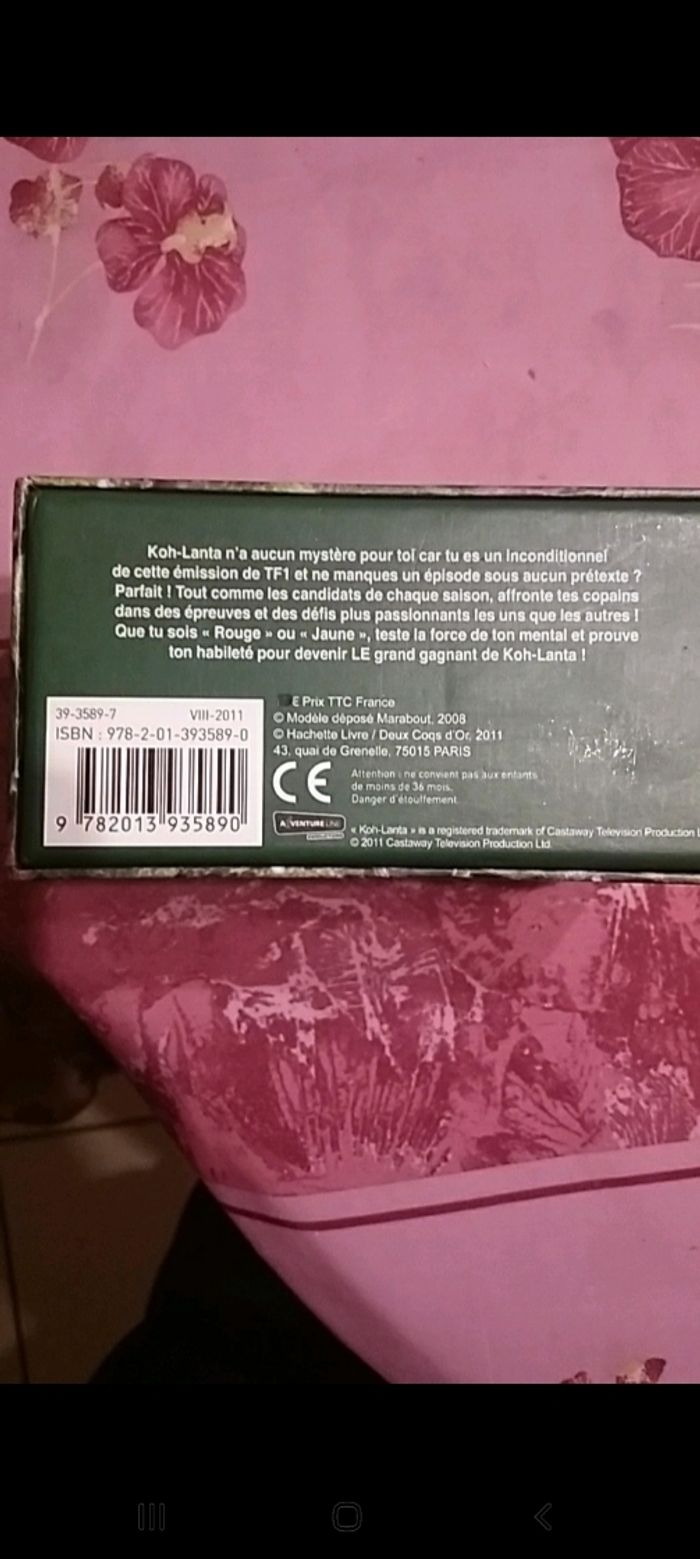 Koh-Lanta n'a aucun mystère pour toi car tu es un inconditionnel
de cette émission de TF1 et ne manques un épisode sous aucun prétexte ?
Parfait ! Tout comme les candidats de chaque saison, affronte tes copains
dans des épreuves et des défis plus passionnants les uns que les autres !
Que tu sois « Rouge » ou « Jaune », teste la force de ton mental et prouve
ton habileté pour devenir LE grand gagnant de Koh-Lanta !
39-3589-7 VIII-2011
ISBN : 978-2-01-393589-0
9 782013 935890
€ Prix TTC France
© Modèle déposé Marabout, 2008
© Hachette Livre / Deux Coqs d'Or, 2011
43, quai de Grenelle, 75015 PARIS
CE
Attention : ne convient pas aux enfants
de moins de 36 mois.
Danger d'étouffement.
ADVENTURE LINE
« Koh-Lanta » is a registered trademark of Castaway Television Production
© 2011 Castaway Television Production Ltd